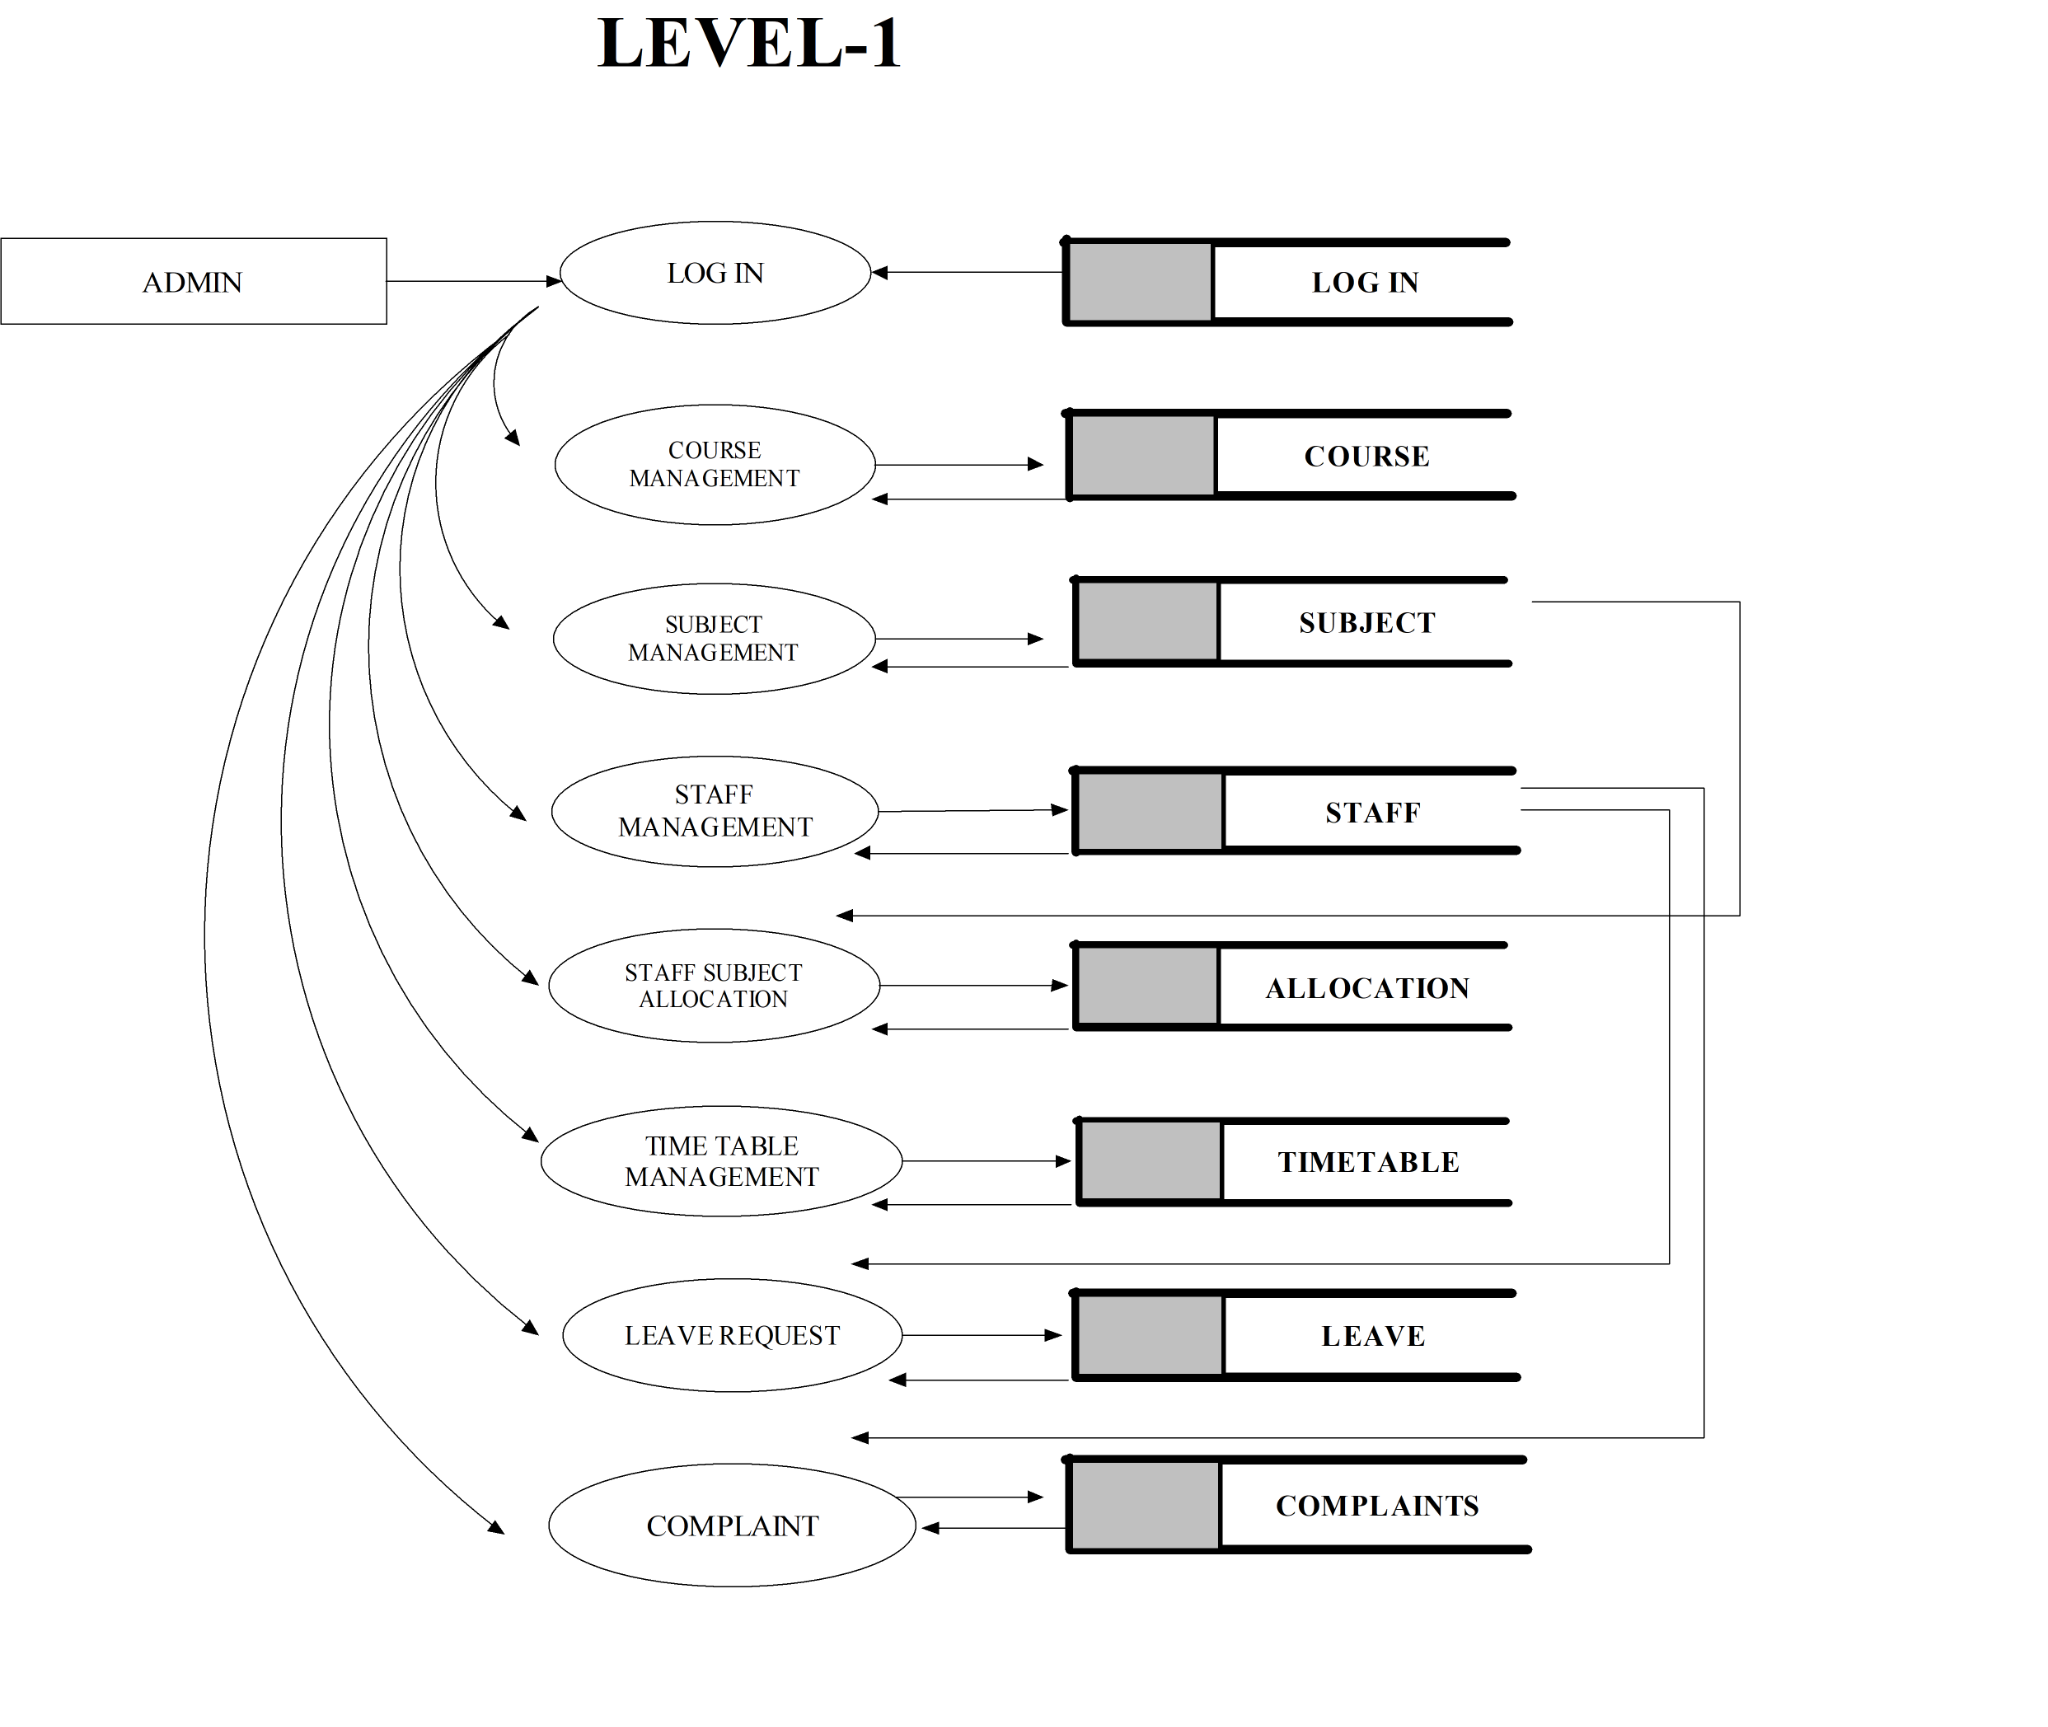 LEVEL-1
ADMIN
LOG IN
LOG IN
COURSE
MANAGEMENT
COURSE
SUBJECT
MANAGEMENT
SUBJECT
STAFF
MANAGEMENT
STAFF
STAFF SUBJECT
ALLOCATION
ALLOCATION
TIME TABLE
MANAGEMENT
TIMETABLE
LEAVE REQUEST
LEAVE
COMPLAINT
COMPLAINTS